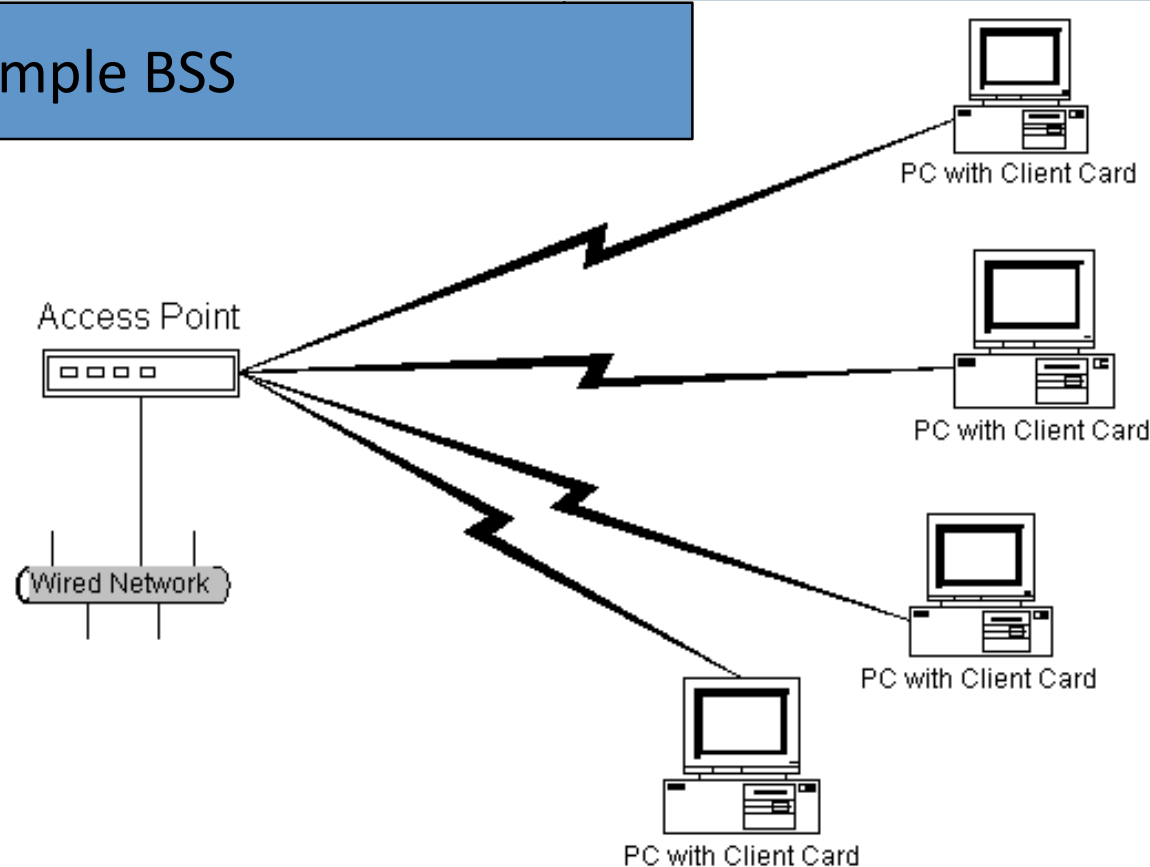 mple BSS
PC with Client Card
Access Point
PC with Client Card
Wired Network
PC with Client Card
PC with Client Card